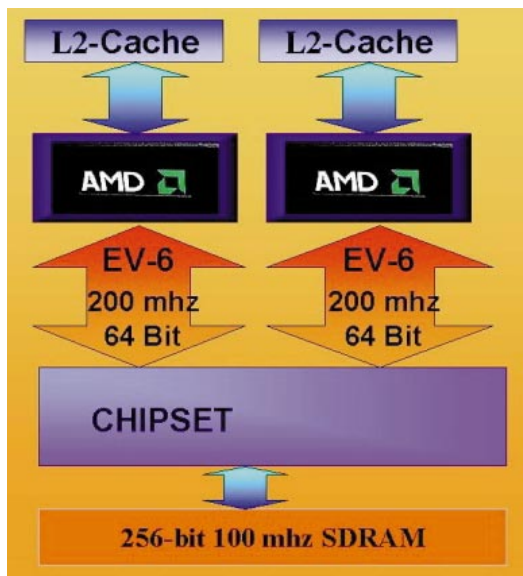 L2-Cache L2-Cache
AMD AMD
EV-6 EV-6
200 mhz 200 mhz
64 Bit 64 Bit
CHIPSET
256-bit 100 mhz SDRAM